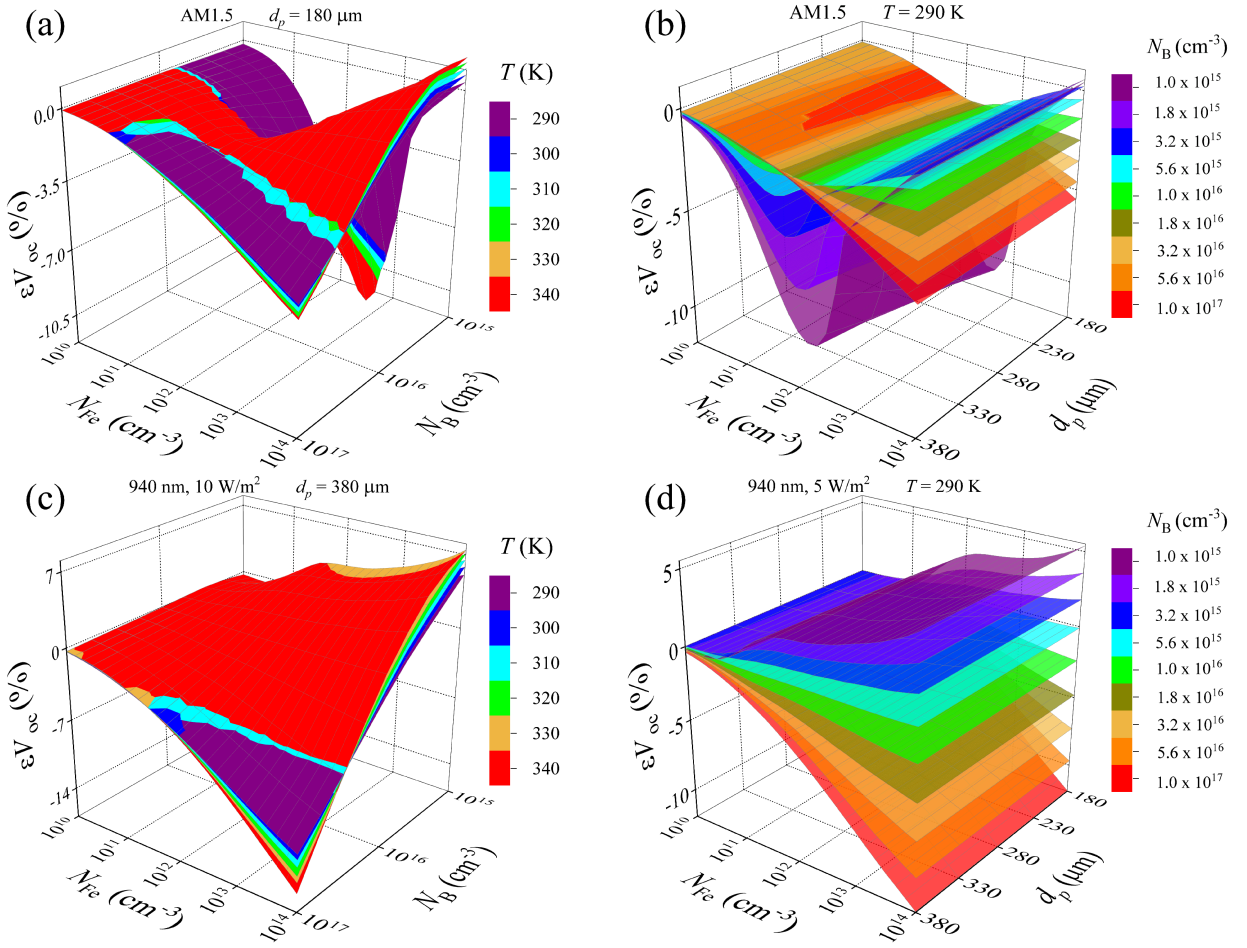 (a)
AM1.5 d_p = 180 μm
T (K)
290
300
310
320
330
340
0.0
-3.5
-7.0
-10.5
εV_oc (%)
10^10
10^11
10^12
10^13
10^14
N_Fe (cm^-3)
10^15
10^16
10^17
N_B (cm^-3)
(b)
AM1.5 T = 290 K
N_B (cm^-3)
1.0 x 10^15
1.8 x 10^15
3.2 x 10^15
5.6 x 10^15
1.0 x 10^16
1.8 x 10^16
3.2 x 10^16
5.6 x 10^16
1.0 x 10^17
0
-5
-10
εV_oc (%)
10^10
10^11
10^12
10^13
10^14
N_Fe (cm^-3)
180
230
280
330
380
d_p (μm)
(c)
940 nm, 10 W/m^2 d_p = 380 μm
T (K)
290
300
310
320
330
340
7
0
-7
-14
εV_oc (%)
10^10
10^11
10^12
10^13
10^14
N_Fe (cm^-3)
10^15
10^16
10^17
N_B (cm^-3)
(d)
940 nm, 5 W/m^2 T = 290 K
N_B (cm^-3)
1.0 x 10^15
1.8 x 10^15
3.2 x 10^15
5.6 x 10^15
1.0 x 10^16
1.8 x 10^16
3.2 x 10^16
5.6 x 10^16
1.0 x 10^17
5
0
-5
-10
εV_oc (%)
10^10
10^11
10^12
10^13
10^14
N_Fe (cm^-3)
180
230
280
330
380
d_p (μm)